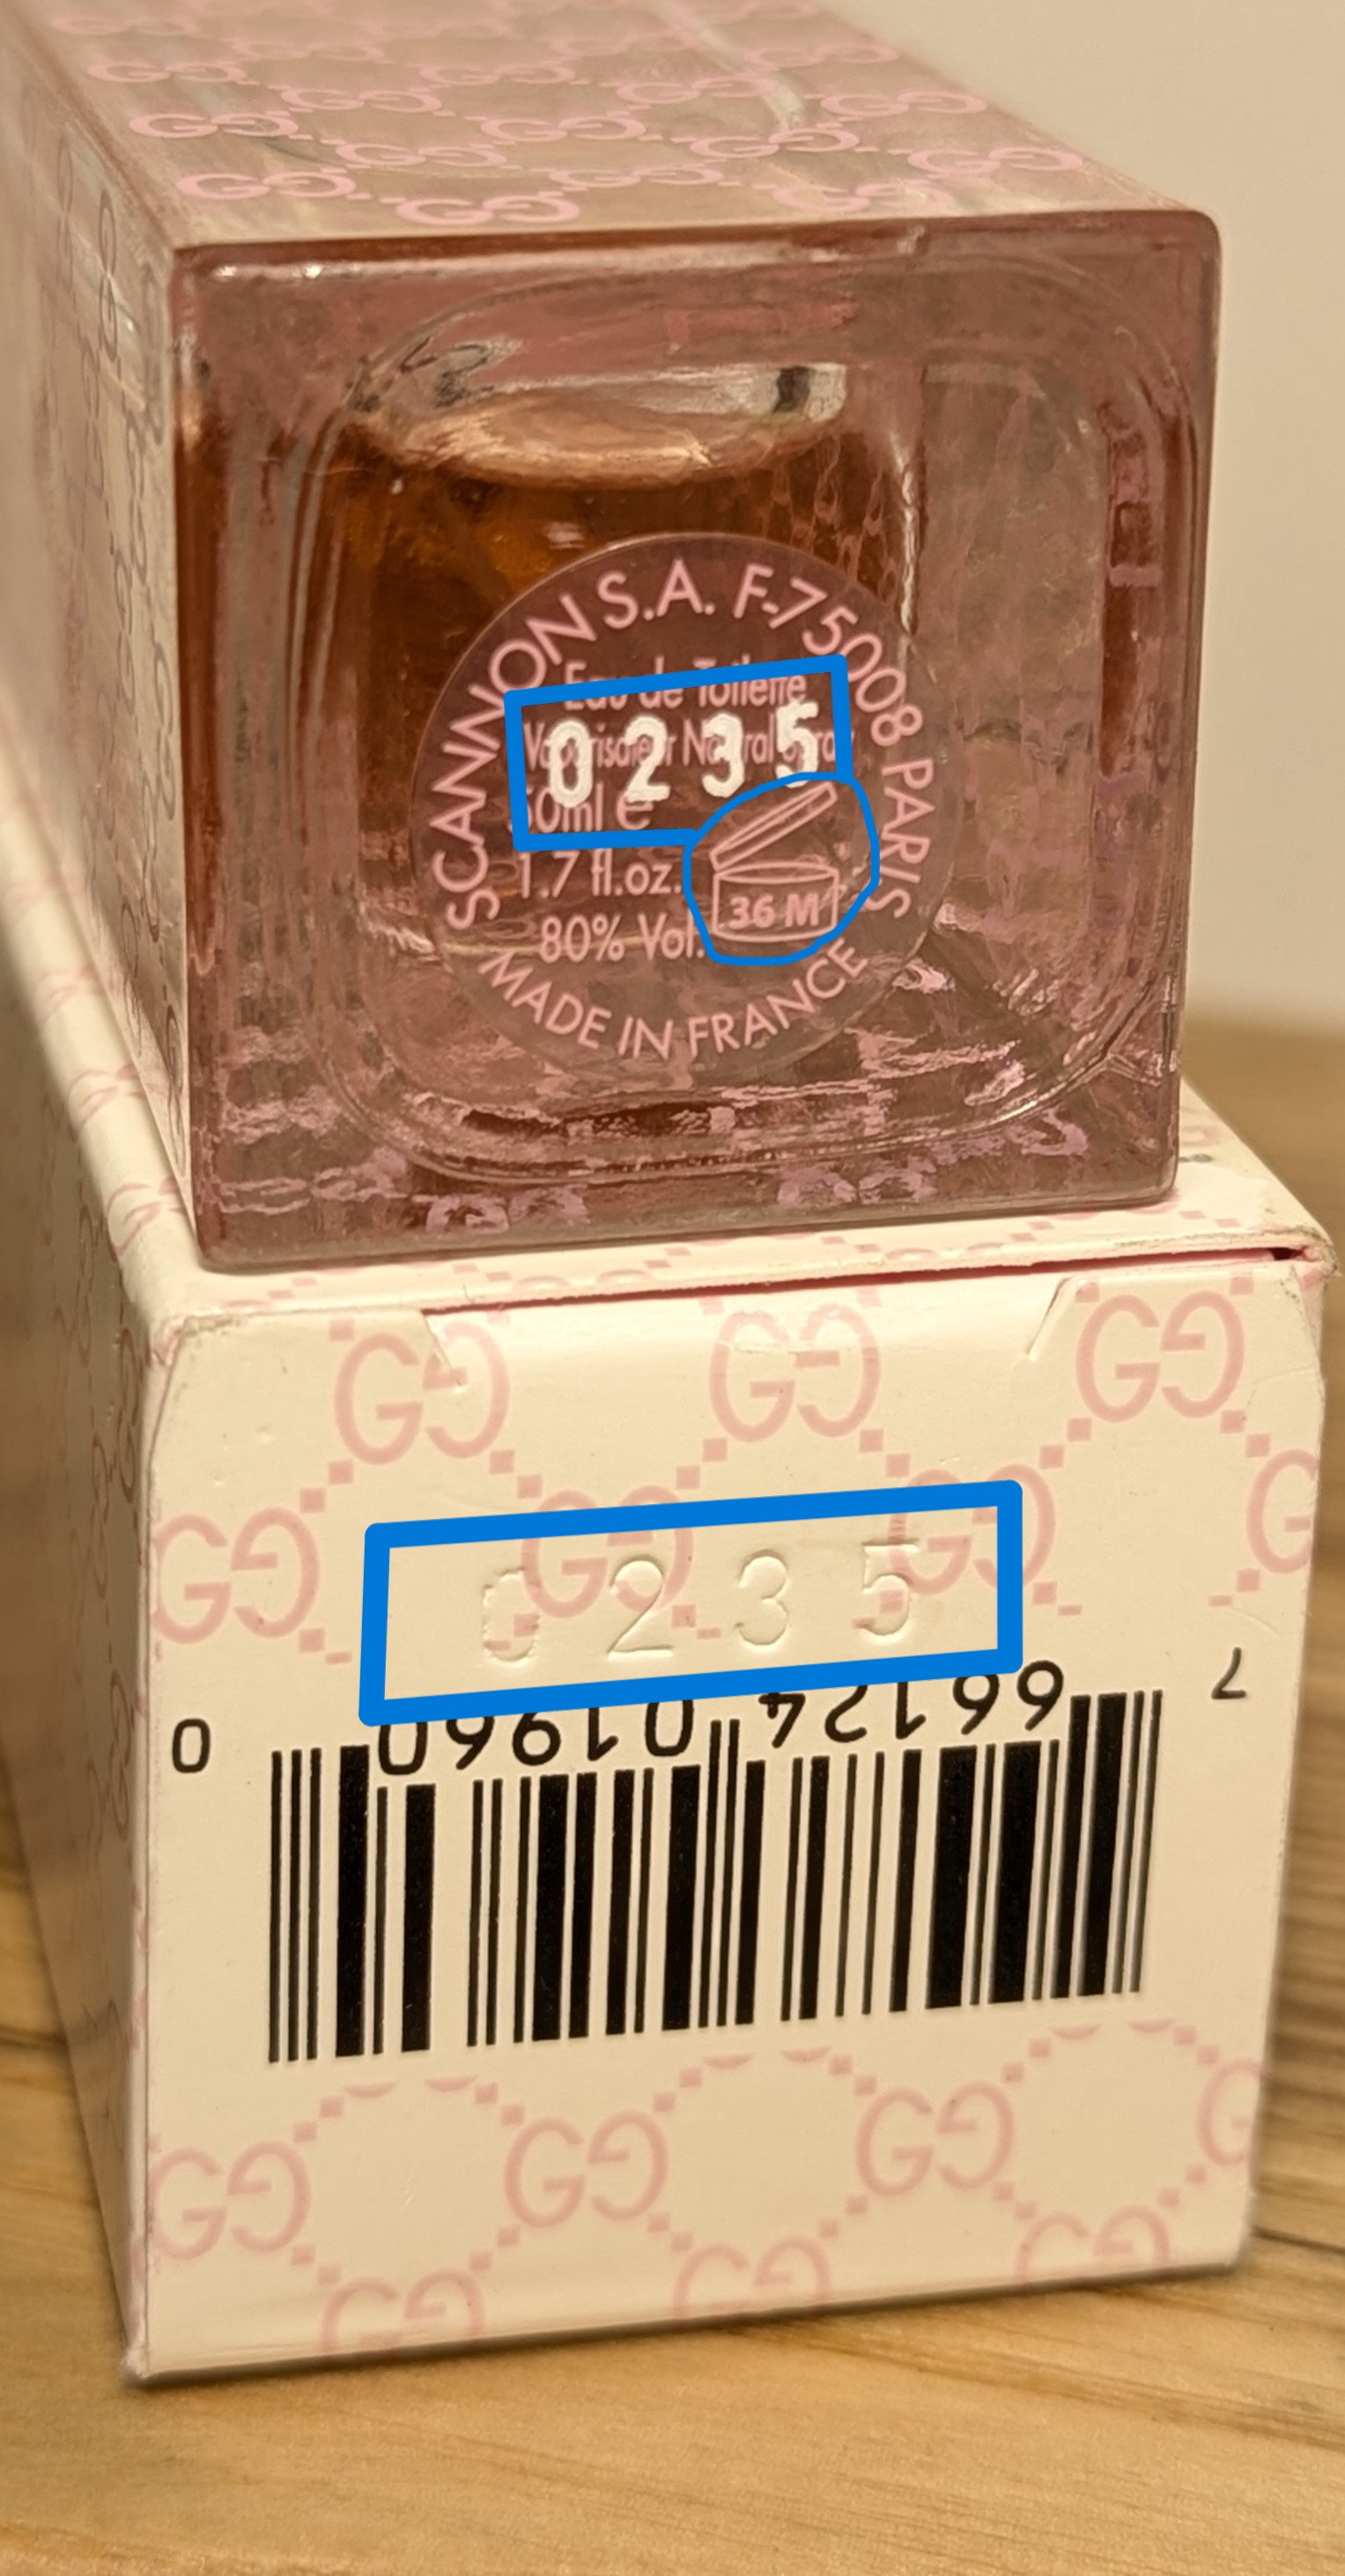 SCANNON S.A. F-75008 PARIS
Eau de Toilette
Vaporisateur Natural Spray
0235
50ml e
1.7 fl.oz.
80% Vol.
36 M
MADE IN FRANCE
0235
7 66124 01960 0